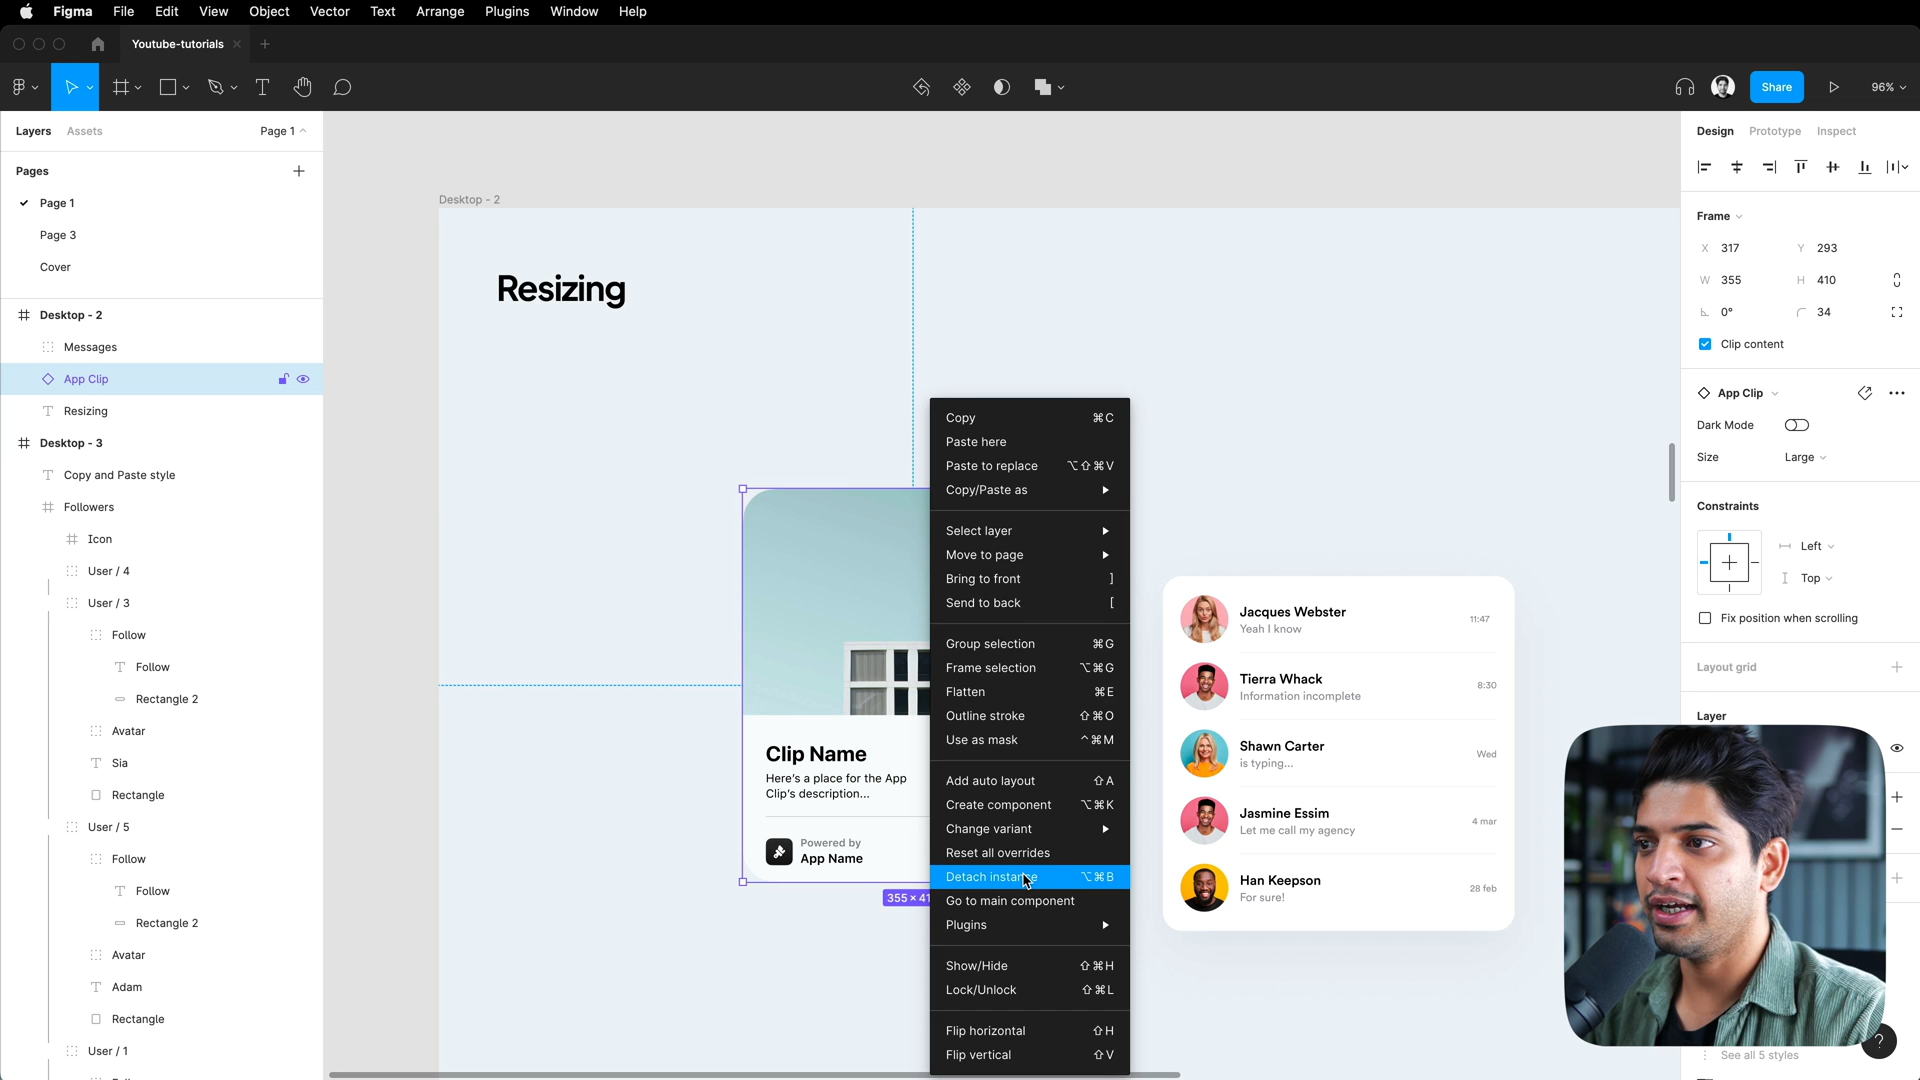 Figma File Edit View Object Vector Text Arrange Plugins Window Help
Youtube-tutorials
Share
96%
Layers Assets Page 1
Pages
Page 1
Page 3
Cover
Desktop - 2
Messages
App Clip
Resizing
Desktop - 3
Copy and Paste style
Followers
Icon
User / 4
User / 3
Follow
Follow
Rectangle 2
Avatar
Sia
Rectangle
User / 5
Follow
Follow
Rectangle 2
Avatar
Adam
Rectangle
User / 1
Desktop - 2
Resizing
Clip Name
Here's a place for the App
Clip's description...
Powered by
App Name
355 × 41
Copy ⌘C
Paste here
Paste to replace ⌥⇧⌘V
Copy/Paste as
Select layer
Move to page
Bring to front ]
Send to back [
Group selection ⌘G
Frame selection ⌥⌘G
Flatten ⌘E
Outline stroke ⇧⌘O
Use as mask ^⌘M
Add auto layout ⇧A
Create component ⌥⌘K
Change variant
Reset all overrides
Detach instance ⌥⌘B
Go to main component
Plugins
Show/Hide ⇧⌘H
Lock/Unlock ⇧⌘L
Flip horizontal ⇧H
Flip vertical ⇧V
Jacques Webster 11:47
Yeah I know
Tierra Whack 8:30
Information incomplete
Shawn Carter Wed
is typing...
Jasmine Essim 4 mar
Let me call my agency
Han Keepson 28 feb
For sure!
Design Prototype Inspect
Frame
X 317 Y 293
W 355 H 410
0° 34
Clip content
App Clip
Dark Mode
Size Large
Constraints
Left
Top
Fix position when scrolling
Layout grid
Layer
See all 5 styles
?